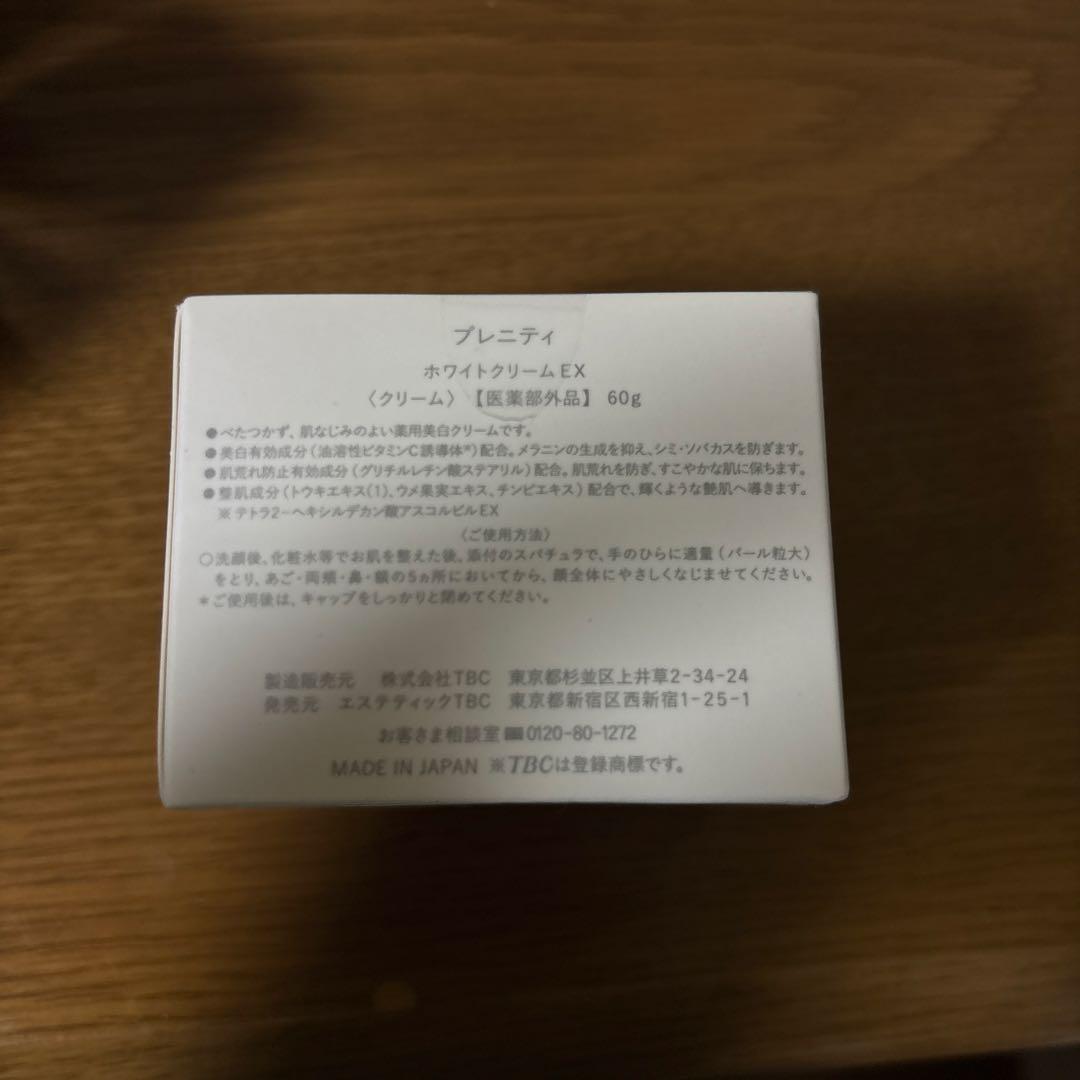 プレニティ
ホワイトクリームEX
〈クリーム〉【医薬部外品】 60g
●べたつかず、肌なじみのよい薬用美白クリームです。
●美白有効成分（油溶性ビタミンC誘導体※）配合。メラニンの生成を抑え、シミ・ソバカスを防ぎます。
●肌荒れ防止有効成分（グリチルレチン酸ステアリル）配合。肌荒れを防ぎ、すこやかな肌に保ちます。
●整肌成分（トウキエキス(1)、ウメ果実エキス、チンピエキス）配合で、輝くような艶肌へ導きます。
※テトラ2-ヘキシルデカン酸アスコルビルEX
〈ご使用方法〉
○洗顔後、化粧水等でお肌を整えた後、添付のスパチュラで、手のひらに適量（パール粒大）
をとり、あご・両頬・鼻・額の5ヵ所においてから、顔全体にやさしくなじませてください。
＊ご使用後は、キャップをしっかりと閉めてください。
製造販売元 株式会社TBC 東京都杉並区上井草2-34-24
発売元 エステティックTBC 東京都新宿区西新宿1-25-1
お客さま相談室 0120-80-1272
MADE IN JAPAN ※TBCは登録商標です。